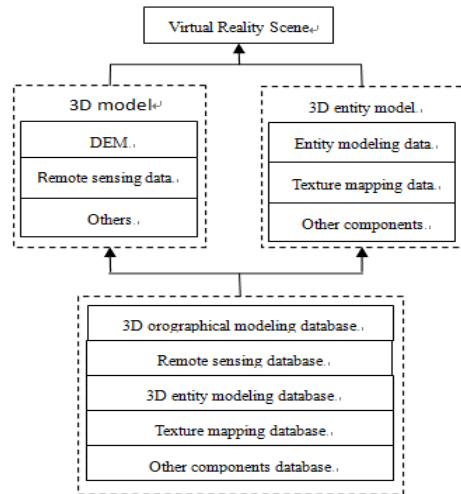 Virtual Reality Scene
3D model
DEM.
Remote sensing data.
Others.
3D entity model.
Entity modeling data.
Texture mapping data.
Other components.
3D orographical modeling database.
Remote sensing database.
3D entity modeling database.
Texture mapping database.
Other components database.